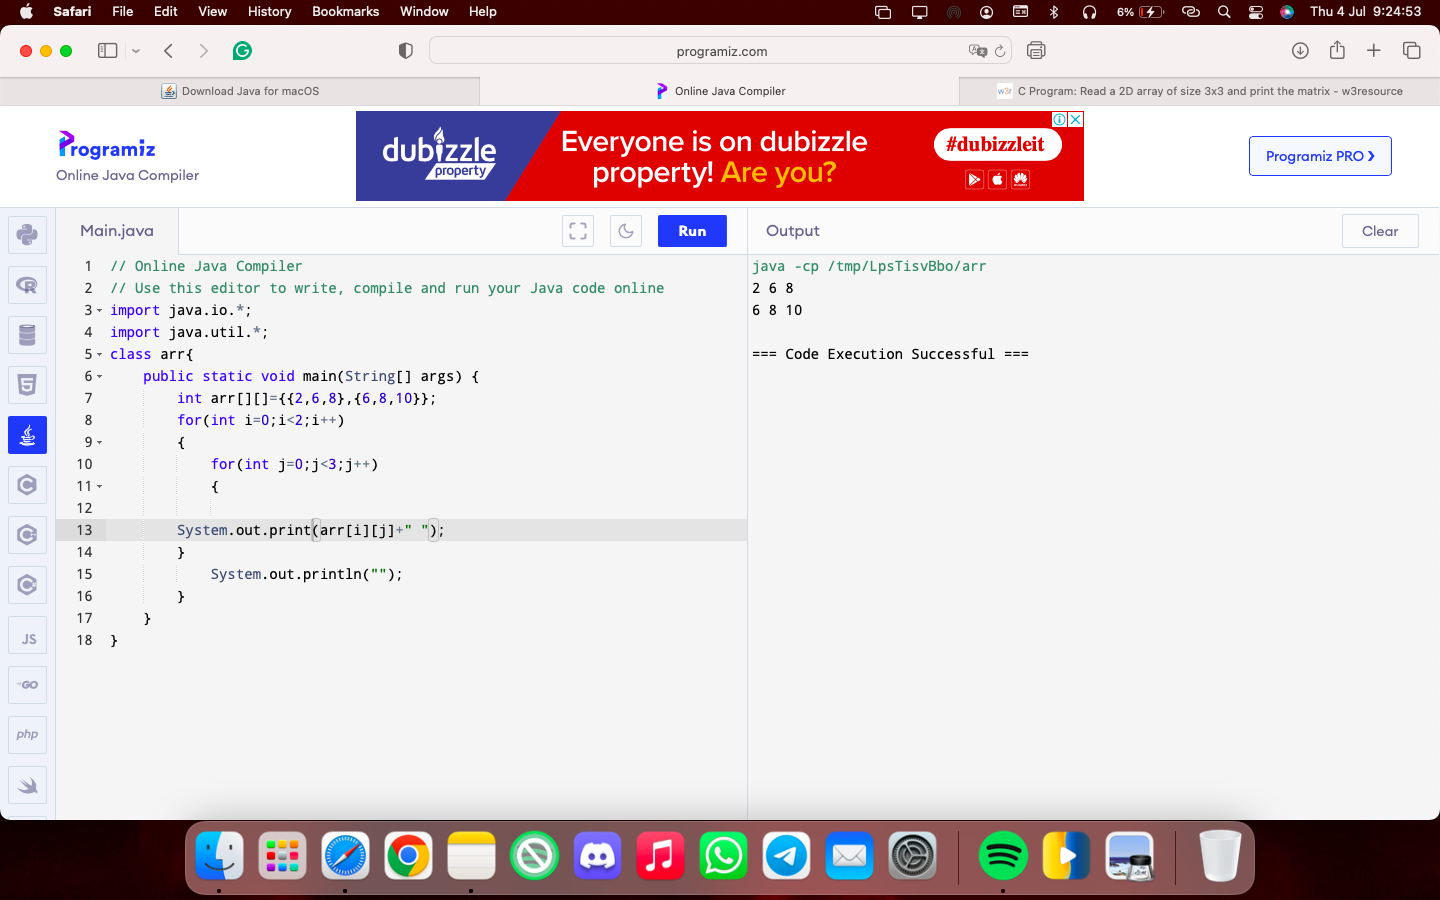 Safari File Edit View History Bookmarks Window Help 6% Thu 4 Jul 9:24:53
programiz.com
Download Java for macOS
Online Java Compiler
w3r C Program: Read a 2D array of size 3x3 and print the matrix - w3resource
Programiz
Online Java Compiler
dubizzle
property
Everyone is on dubizzle
property! Are you?
#dubizzleit
Programiz PRO ❯
Main.java
Run
Output
Clear
1 // Online Java Compiler
2 // Use this editor to write, compile and run your Java code online
3 import java.io.*;
4 import java.util.*;
5 class arr{
6 public static void main(String[] args) {
7 int arr[][]={{2,6,8},{6,8,10}};
8 for(int i=0;i<2;i++)
9 {
10 for(int j=0;j<3;j++)
11 {
12
13 System.out.print(arr[i][j]+" ");
14 }
15 System.out.println("");
16 }
17 }
18 }
java -cp /tmp/LpsTisvBbo/arr
2 6 8
6 8 10
=== Code Execution Successful ===
R
5
C
C
C
JS
GO
php